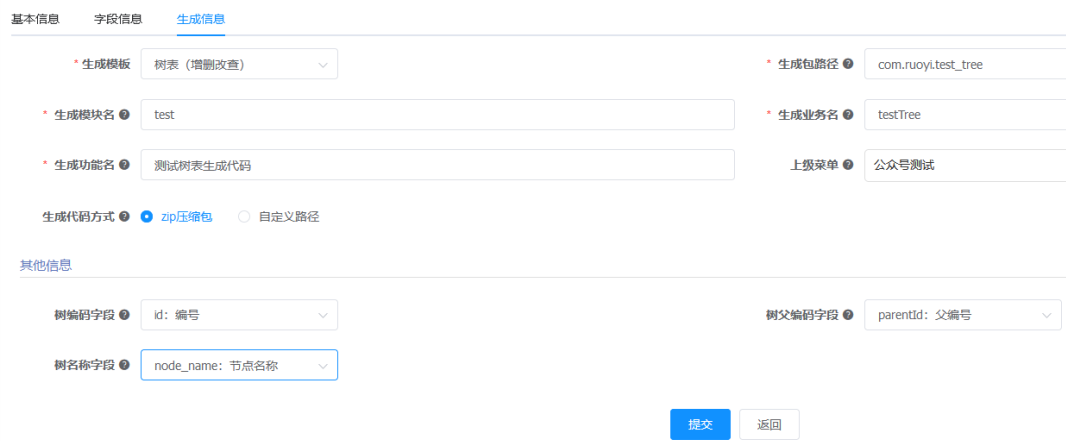 基本信息 字段信息 生成信息
* 生成模板 树表（增删改查） * 生成包路径 com.ruoyi.test_tree
* 生成模块名 test * 生成业务名 testTree
* 生成功能名 测试树表生成代码 上级菜单 公众号测试
生成代码方式 zip压缩包 自定义路径
其他信息
树编码字段 id：编号 树父编码字段 parentId：父编号
树名称字段 node_name：节点名称
提交 返回